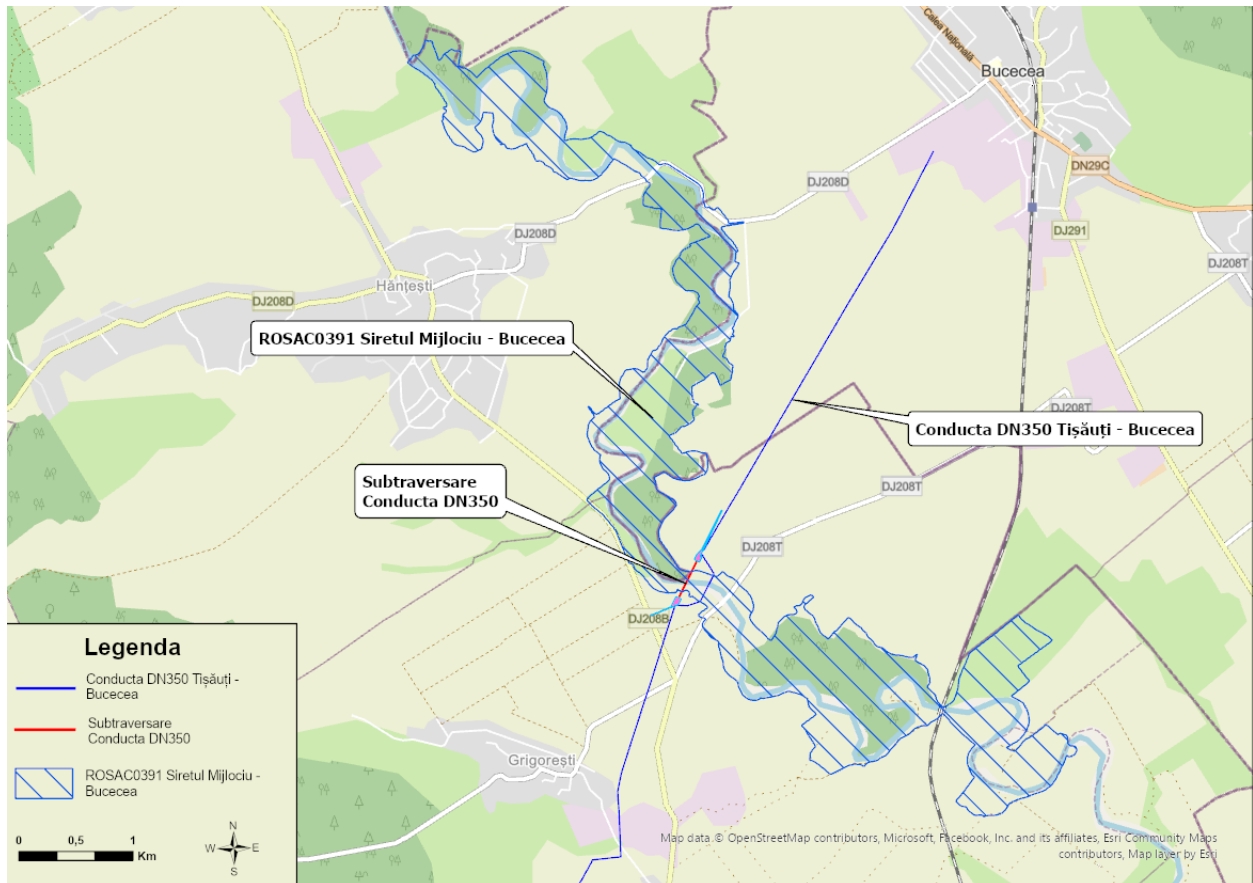 Calea Națională
Bucecea
DN29C
DJ208D
DJ291
DJ208D
DJ208T
Hănțești
DJ208D
ROSAC0391 Siretul Mijlociu - Bucecea
DJ208T
Conducta DN350 Tișăuți - Bucecea
Subtraversare
Conducta DN350
DJ208T
DJ208T
DJ208B
Grigorești
Legenda
Conducta DN350 Tișăuți -
Bucecea
Subtraversare
Conducta DN350
ROSAC0391 Siretul Mijlociu -
Bucecea
0 0,5 1
Km
N
W E
S
Map data © OpenStreetMap contributors, Microsoft, Facebook, Inc. and its affiliates, Esri Community Maps
contributors, Map layer by Esri